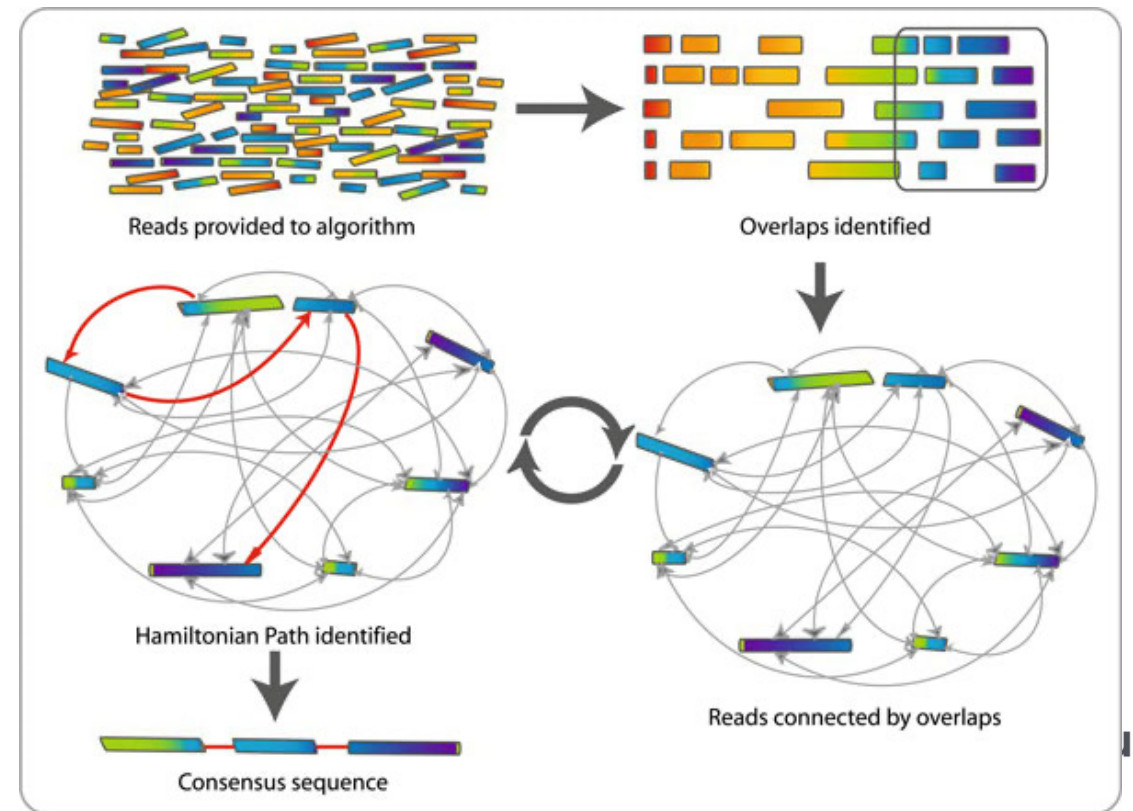 Reads provided to algorithm
Overlaps identified
Hamiltonian Path identified
Reads connected by overlaps
Consensus sequence